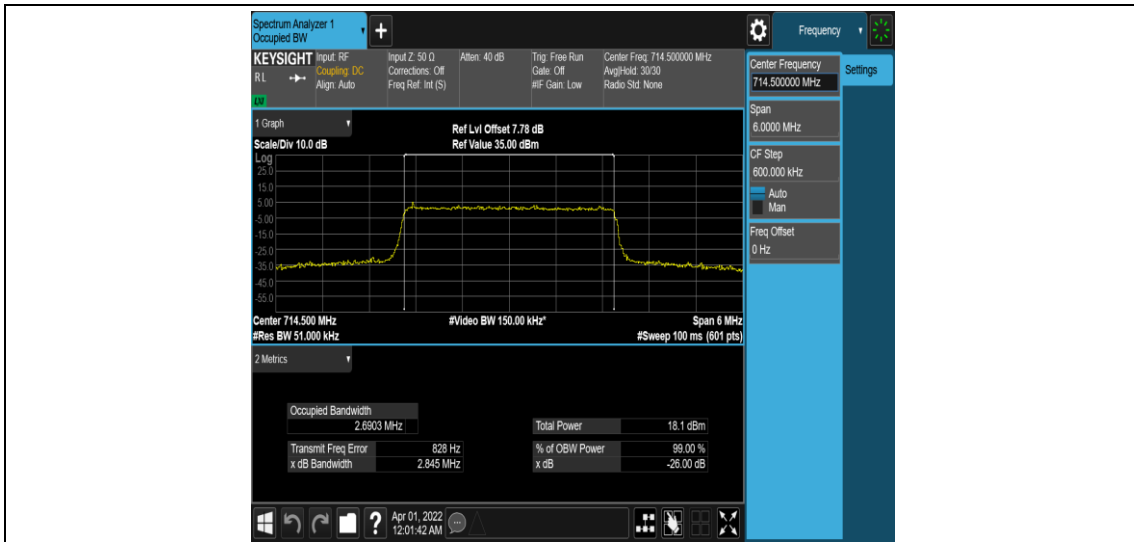 Spectrum Analyzer 1
Occupied BW
+
Frequency
KEYSIGHT
RL
LXI
Input: RF
Coupling: DC
Align: Auto
Input Z: 50 Ω
Corrections: Off
Freq Ref: Int (S)
Atten: 40 dB
Trig: Free Run
Gate: Off
#IF Gain: Low
Center Freq: 714.500000 MHz
Avg|Hold: 30/30
Radio Std: None
Center Frequency
714.500000 MHz
Settings
Span
6.0000 MHz
CF Step
600.000 kHz
Auto
Man
Freq Offset
0 Hz
1 Graph
Scale/Div 10.0 dB
Ref Lvl Offset 7.78 dB
Ref Value 35.00 dBm
Log
25.0
15.0
5.00
-5.00
-15.0
-25.0
-35.0
-45.0
-55.0
Center 714.500 MHz
#Video BW 150.00 kHz*
Span 6 MHz
#Res BW 51.000 kHz
#Sweep 100 ms (601 pts)
2 Metrics
Occupied Bandwidth
2.6903 MHz
Total Power 18.1 dBm
Transmit Freq Error 828 Hz
% of OBW Power 99.00 %
x dB Bandwidth 2.845 MHz
x dB -26.00 dB
?
Apr 01, 2022
12:01:42 AM